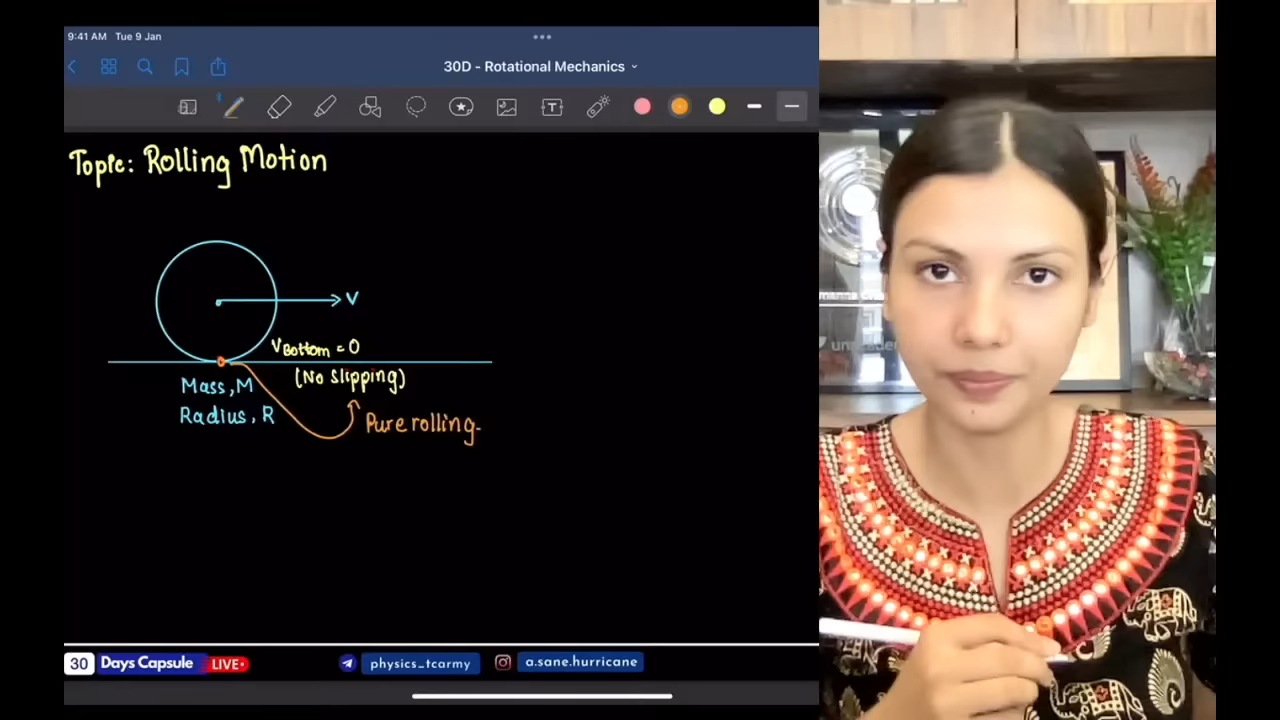 9:41 AM Tue 9 Jan
30D - Rotational Mechanics
T
Topic: Rolling Motion
V
VBottom = 0
(No Slipping)
Mass, M
Radius, R
Pure rolling.
30 Days Capsule LIVE
physics_tcarmy
a.sane.hurricane